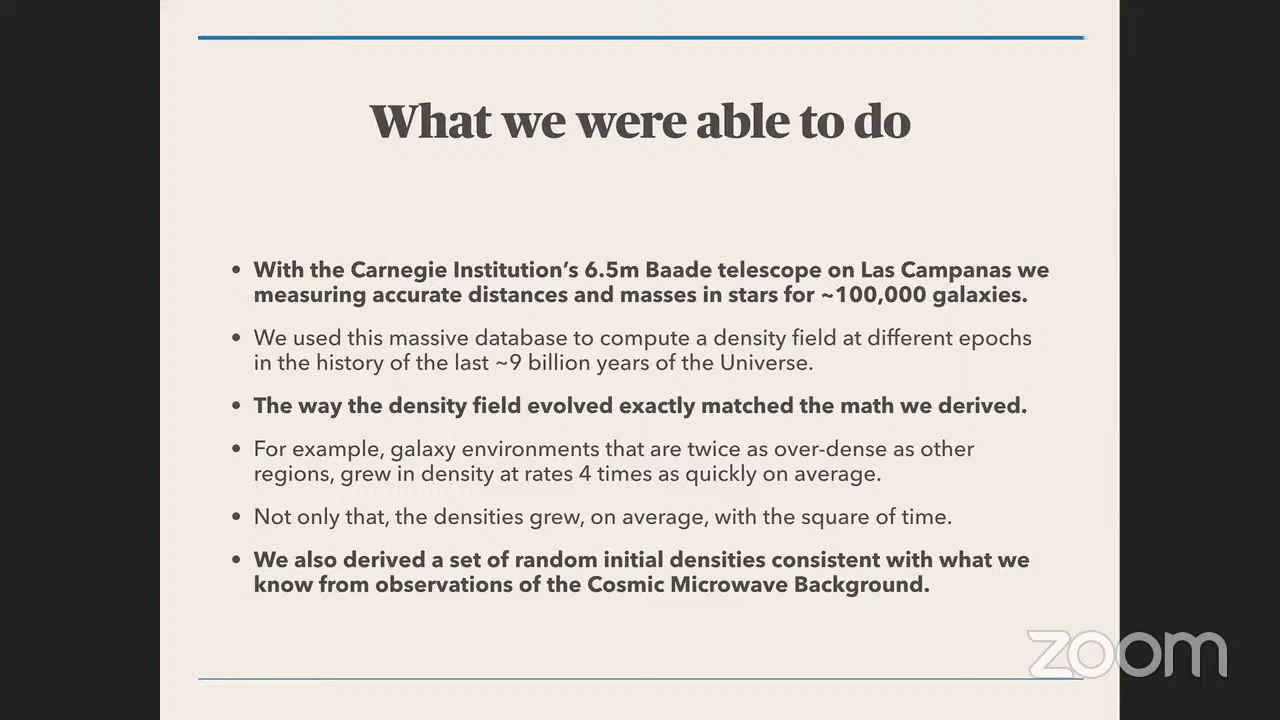 What we were able to do
• With the Carnegie Institution’s 6.5m Baade telescope on Las Campanas we
measuring accurate distances and masses in stars for ~100,000 galaxies.
• We used this massive database to compute a density field at different epochs
in the history of the last ~9 billion years of the Universe.
• The way the density field evolved exactly matched the math we derived.
• For example, galaxy environments that are twice as over-dense as other
regions, grew in density at rates 4 times as quickly on average.
• Not only that, the densities grew, on average, with the square of time.
• We also derived a set of random initial densities consistent with what we
know from observations of the Cosmic Microwave Background.
zoom